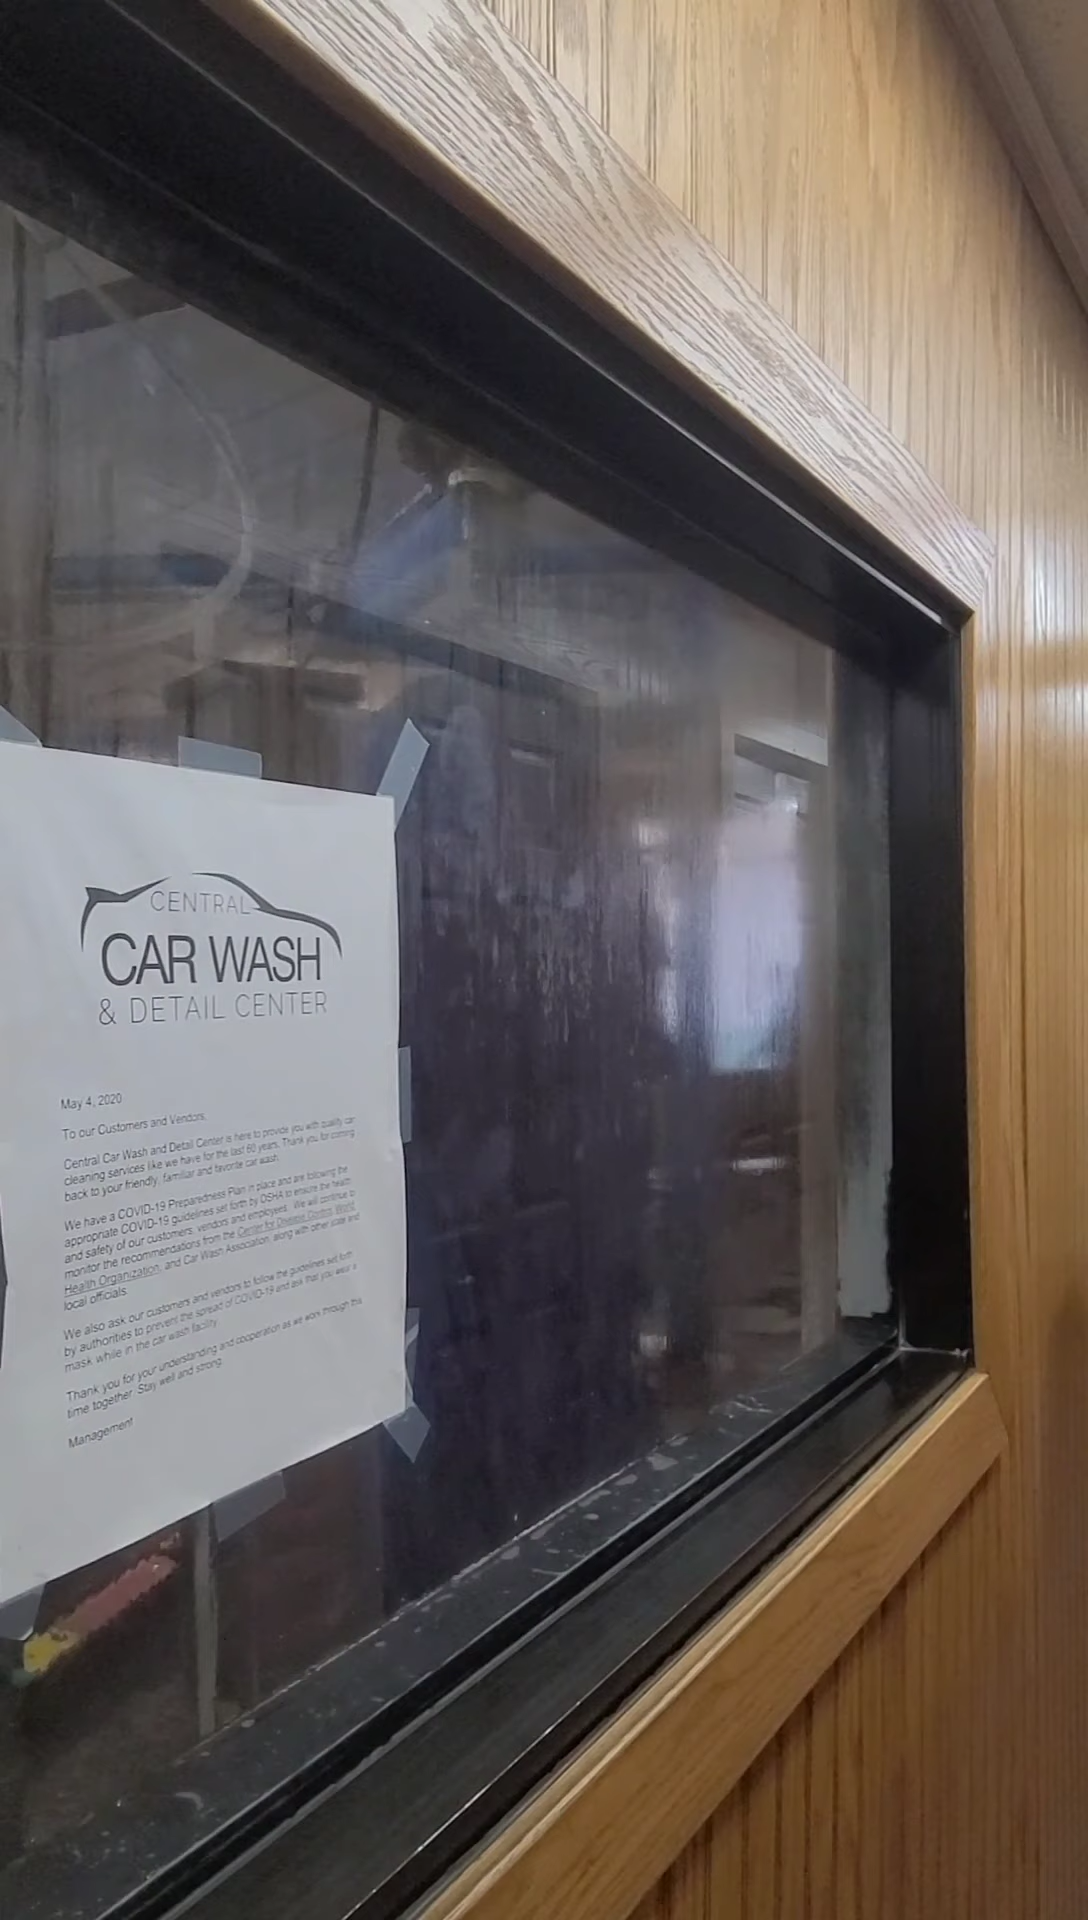 CENTRAL
CAR WASH
& DETAIL CENTER
May 4, 2020
To our Customers and Vendors,
Central Car Wash and Detail Center is here to provide you with quality car
cleaning services like we have for the last 60 years. Thank you for coming
back to your friendly, familiar and favorite car wash.
We have a COVID-19 Preparedness Plan in place and are following the
appropriate COVID-19 guidelines set forth by OSHA to ensure the health
and safety of our customers, vendors and employees. We will continue to
monitor the recommendations from the Center for Disease Control, World
Health Organization, and Car Wash Association, along with other state and
local officials.
We also ask our customers and vendors to follow the guidelines set forth
by authorities to prevent the spread of COVID-19 and ask that you wear a
mask while in the car wash facility.
Thank you for your understanding and cooperation as we work through this
time together. Stay well and strong.
Management